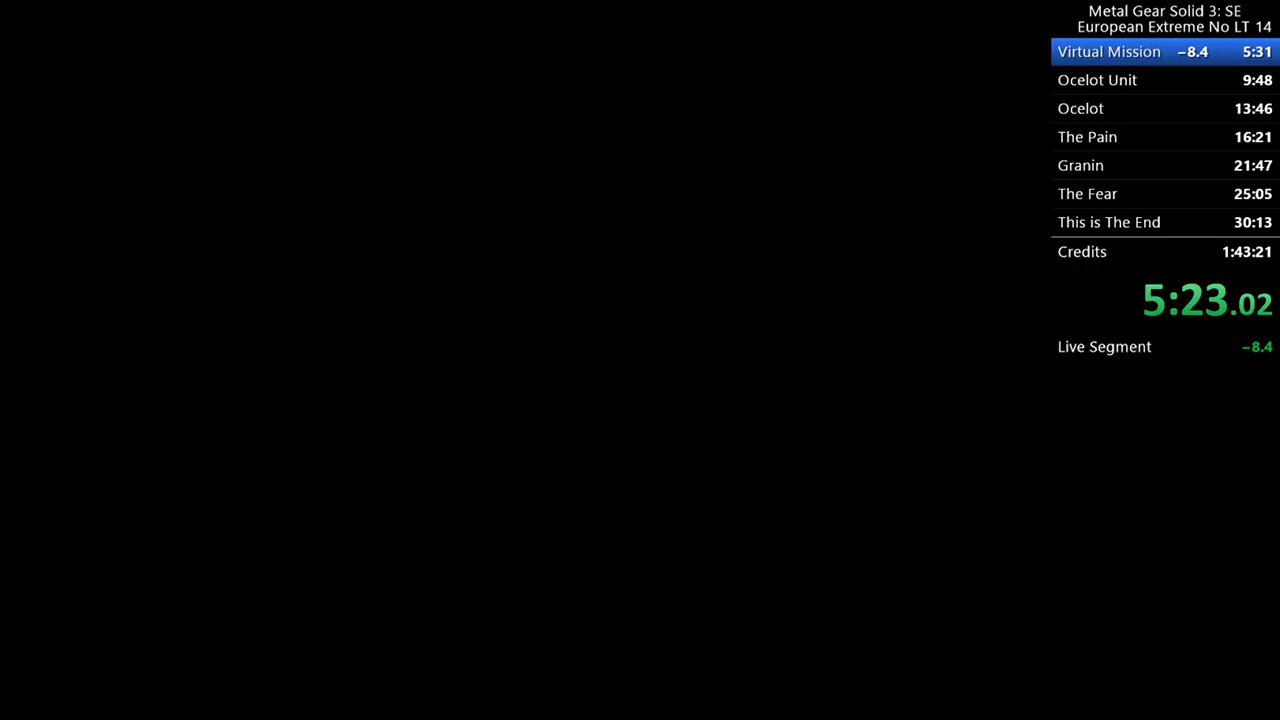 Metal Gear Solid 3: SE
European Extreme No LT 14
Virtual Mission −8.4 5:31
Ocelot Unit 9:48
Ocelot 13:46
The Pain 16:21
Granin 21:47
The Fear 25:05
This is The End 30:13
Credits 1:43:21
5:23.02
Live Segment −8.4